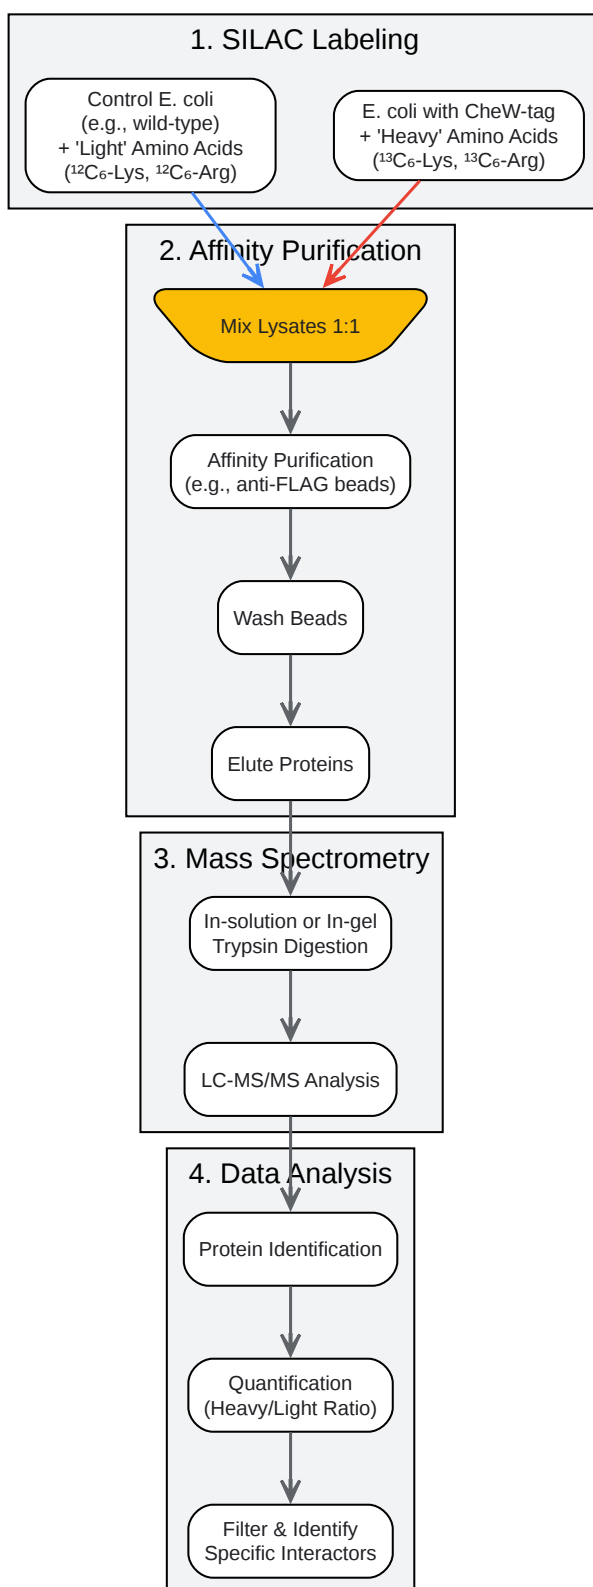 1. SILAC Labeling
Control E. coli
(e.g., wild-type)
+ 'Light' Amino Acids
(¹²C₆-Lys, ¹²C₆-Arg)
E. coli with CheW-tag
+ 'Heavy' Amino Acids
(¹³C₆-Lys, ¹³C₆-Arg)
2. Affinity Purification
Mix Lysates 1:1
Affinity Purification
(e.g., anti-FLAG beads)
Wash Beads
Elute Proteins
3. Mass Spectrometry
In-solution or In-gel
Trypsin Digestion
LC-MS/MS Analysis
4. Data Analysis
Protein Identification
Quantification
(Heavy/Light Ratio)
Filter & Identify
Specific Interactors